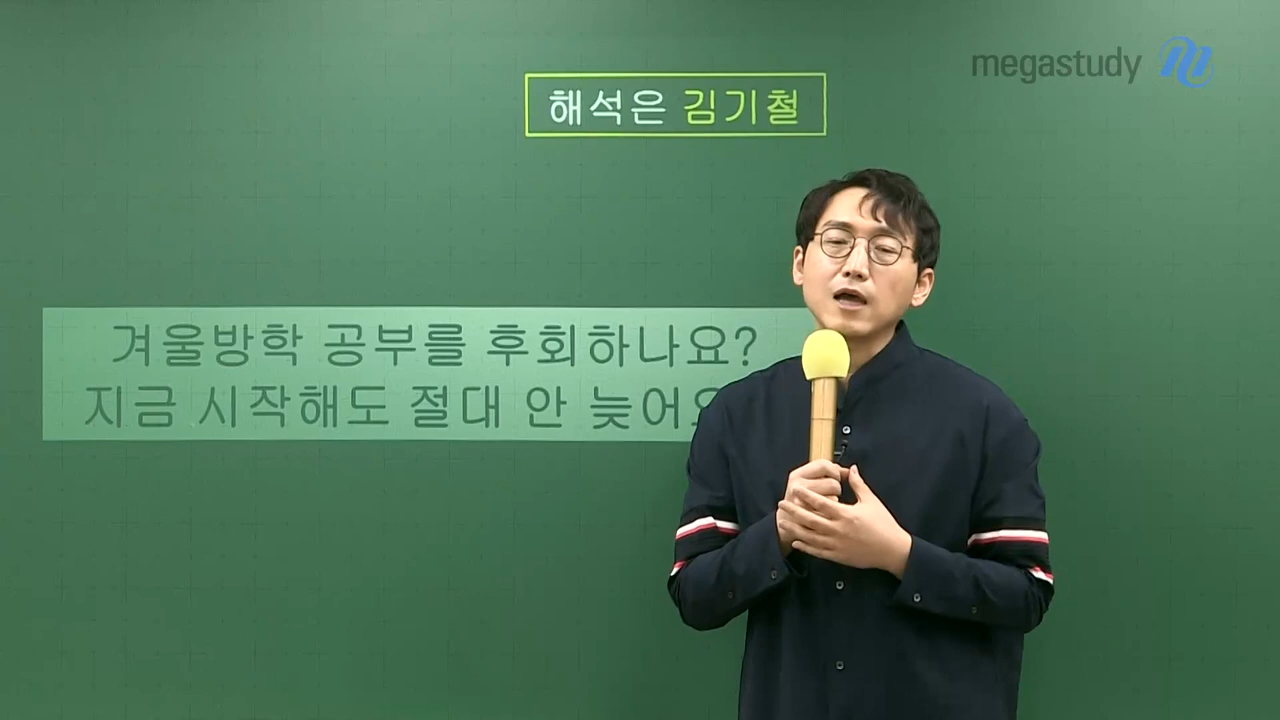 megastudy
해석은 김기철
겨울방학 공부를 후회하나요?
지금 시작해도 절대 안 늦어